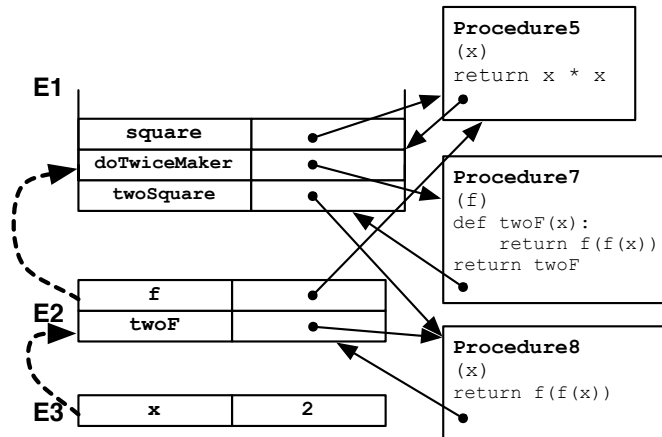 E1
square
doTwiceMaker
twoSquare
E2
f
twoF
E3
x 2
Procedure5
(x)
return x * x
Procedure7
(f)
def twoF(x):
    return f(f(x))
return twoF
Procedure8
(x)
return f(f(x))